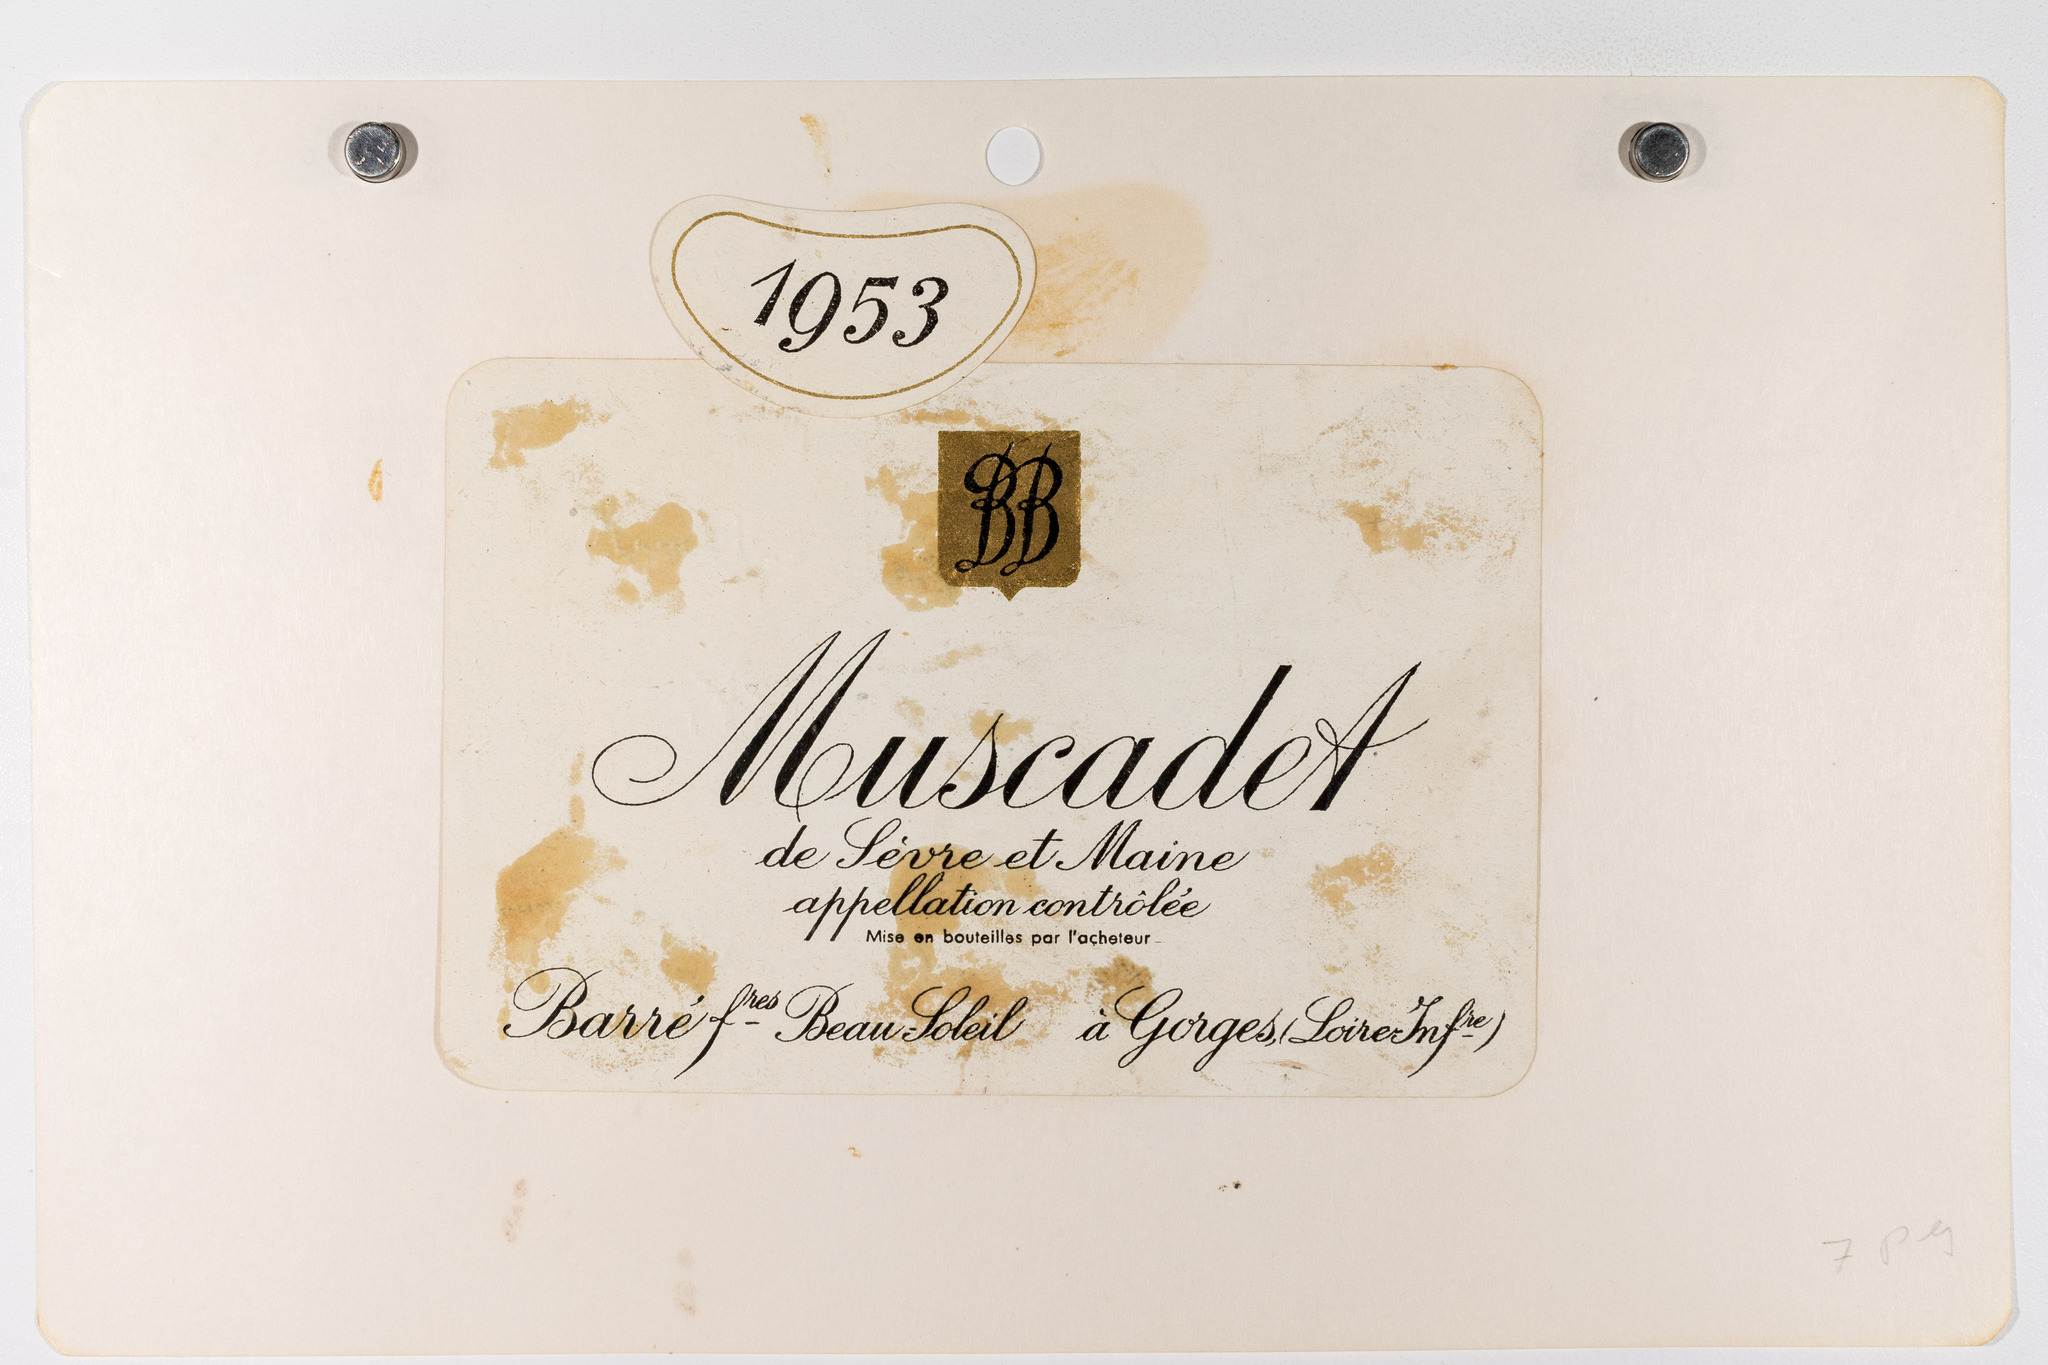 1953
BB
Muscadet
de Sèvre et Maine
appellation contrôlée
Mise en bouteilles par l'acheteur
Barré fres Beau-Soleil à Gorges, (Loire-Infre)
7